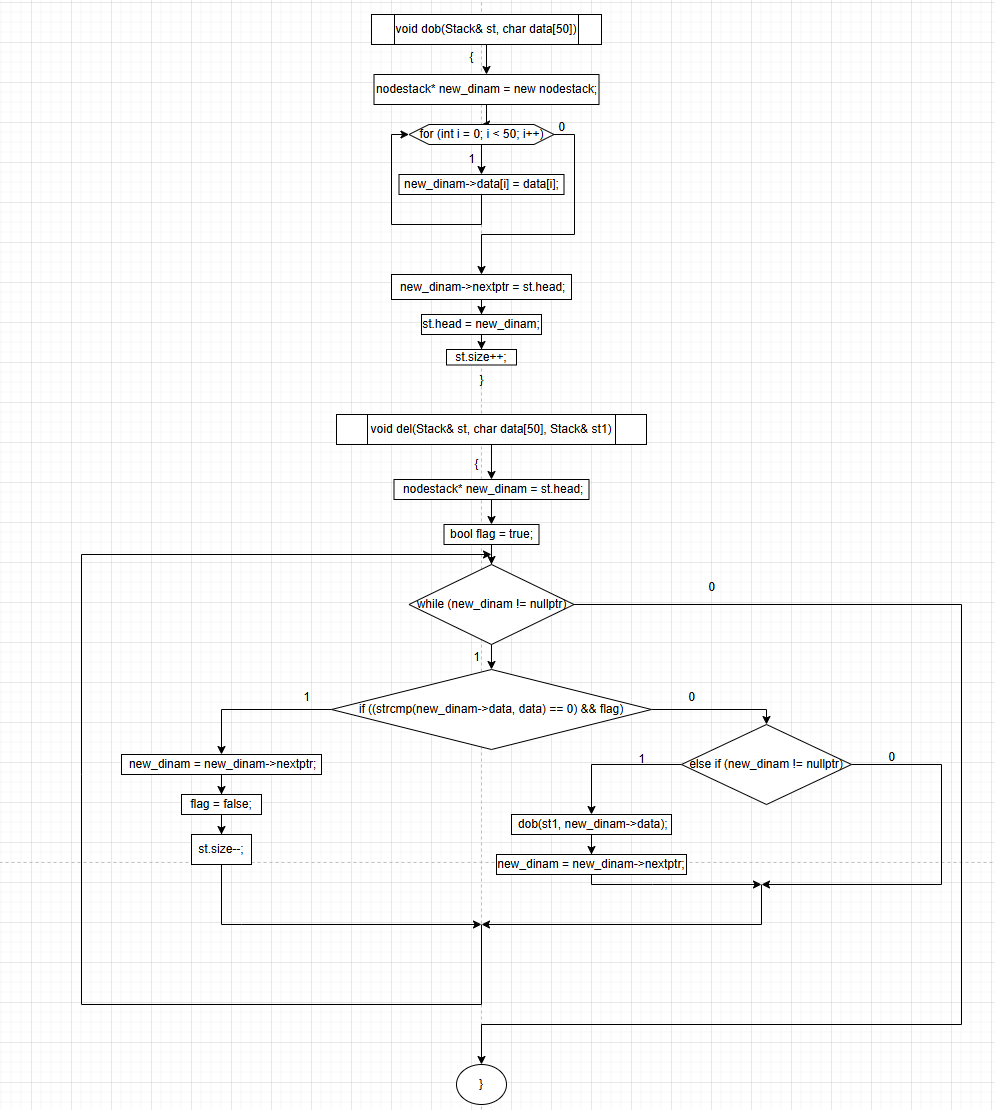 void dob(Stack& st, char data[50])
{
nodestack* new_dinam = new nodestack;
for (int i = 0; i < 50; i++)
0
1
new_dinam->data[i] = data[i];
new_dinam->nextptr = st.head;
st.head = new_dinam;
st.size++;
}
void del(Stack& st, char data[50], Stack& st1)
{
nodestack* new_dinam = st.head;
bool flag = true;
while (new_dinam != nullptr)
0
1
if ((strcmp(new_dinam->data, data) == 0) && flag)
1
0
new_dinam = new_dinam->nextptr;
flag = false;
st.size--;
else if (new_dinam != nullptr)
1
0
dob(st1, new_dinam->data);
new_dinam = new_dinam->nextptr;
}